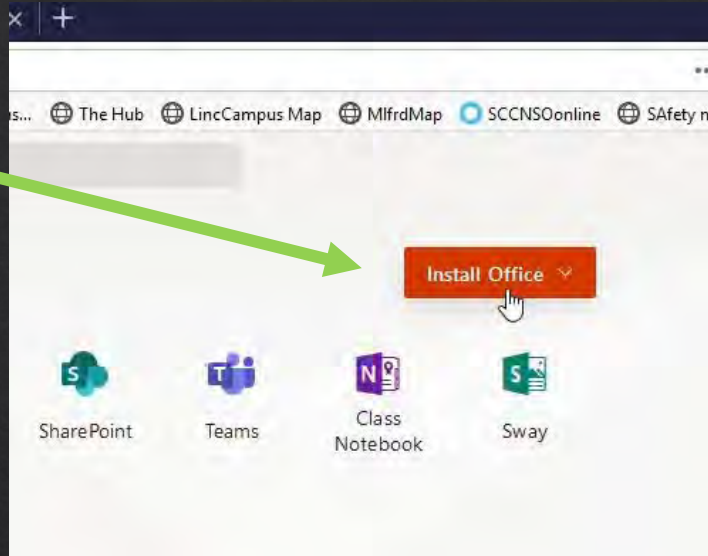 The Hub LincCampus Map MlfrdMap SCCNSOonline SAfety
Install Office
SharePoint Teams Class Notebook Sway